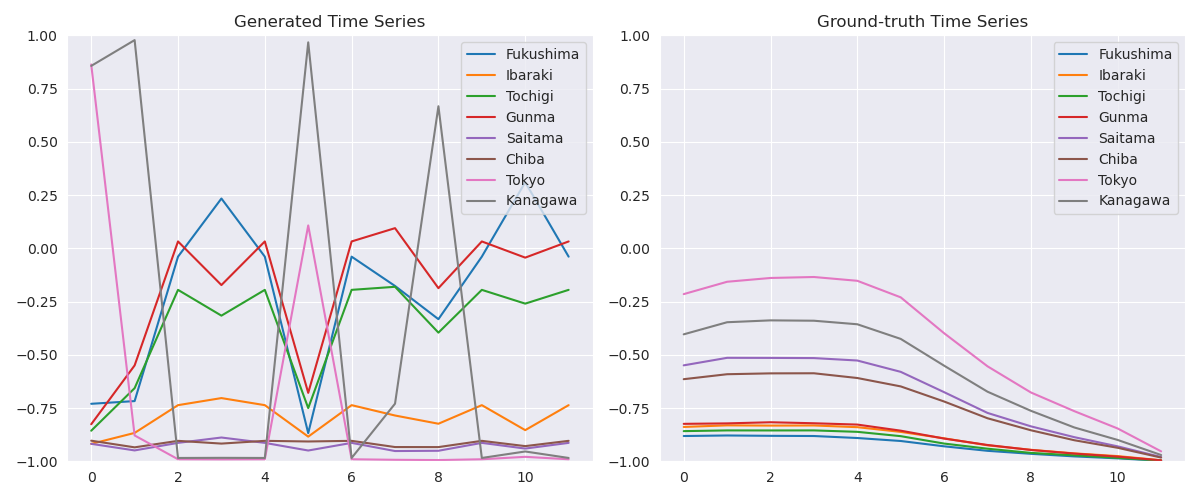 Generated Time Series
1.00
0.75
0.50
0.25
0.00
−0.25
−0.50
−0.75
−1.00
0 2 4 6 8 10
Fukushima
Ibaraki
Tochigi
Gunma
Saitama
Chiba
Tokyo
Kanagawa
Ground-truth Time Series
1.00
0.75
0.50
0.25
0.00
−0.25
−0.50
−0.75
−1.00
0 2 4 6 8 10
Fukushima
Ibaraki
Tochigi
Gunma
Saitama
Chiba
Tokyo
Kanagawa